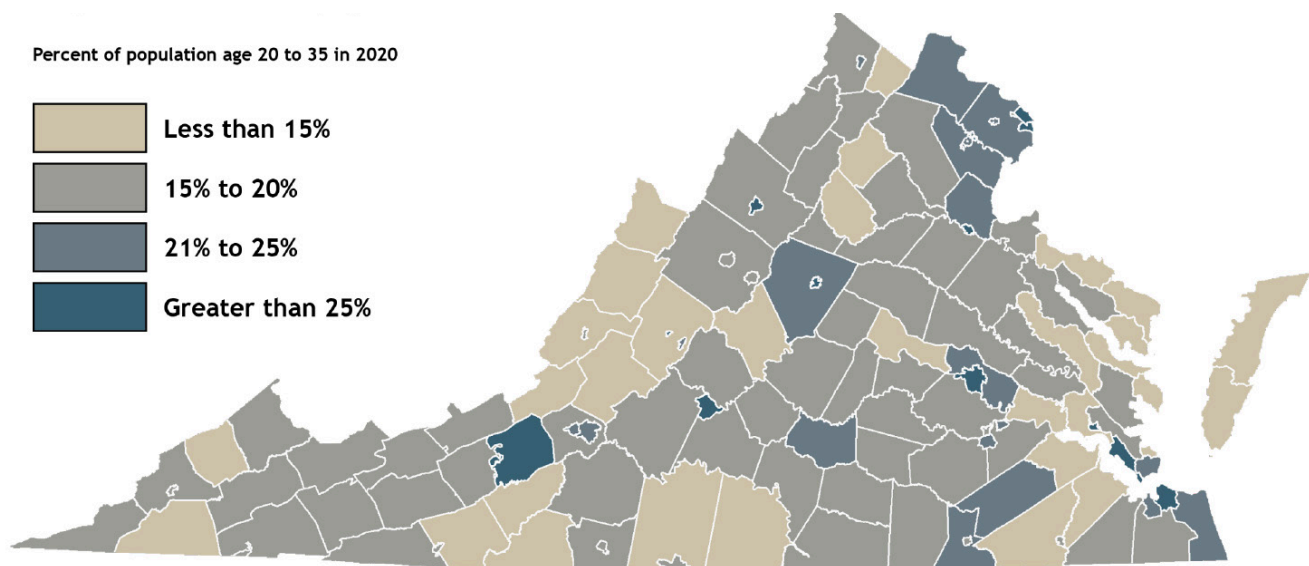 Percent of population age 20 to 35 in 2020
Less than 15%
15% to 20%
21% to 25%
Greater than 25%